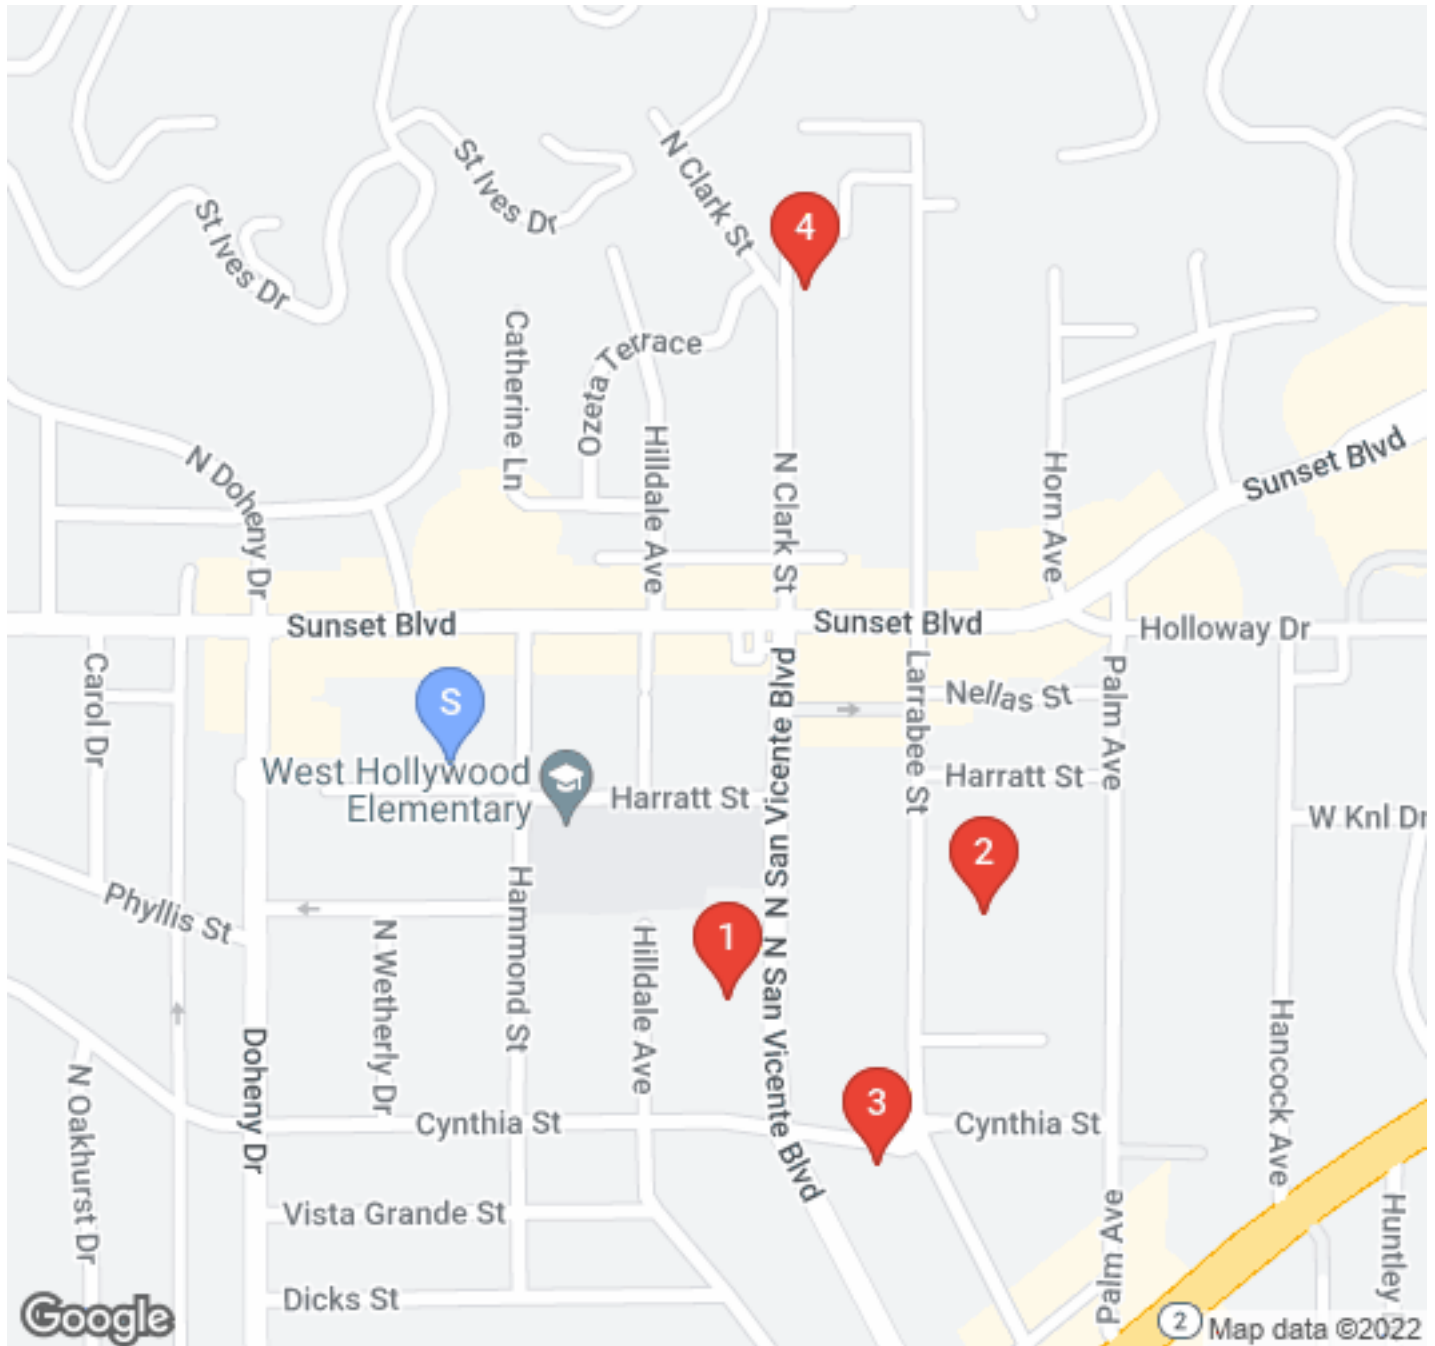 N Clark St
St Ives Dr
St Ives Dr
4
Catherine Ln
Ozeta Terrace
Hilldale Ave
N Clark St
Horn Ave
Sunset Blvd
N Doheny Dr
Sunset Blvd
Sunset Blvd
Holloway Dr
Carol Dr
S
N San Vicente Blvd
Larrabee St
Nellas St
Palm Ave
West Hollywood
Elementary
Harratt St
Harratt St
W Knl Dr
2
Phyllis St
Hammond St
N Wetherly Dr
Hilldale Ave
1
N San Vicente Blvd
Hancock Ave
Doheny Dr
N Oakhurst Dr
Cynthia St
3
Cynthia St
Vista Grande St
Palm Ave
Huntley
Dicks St
Google
2
Map data ©2022